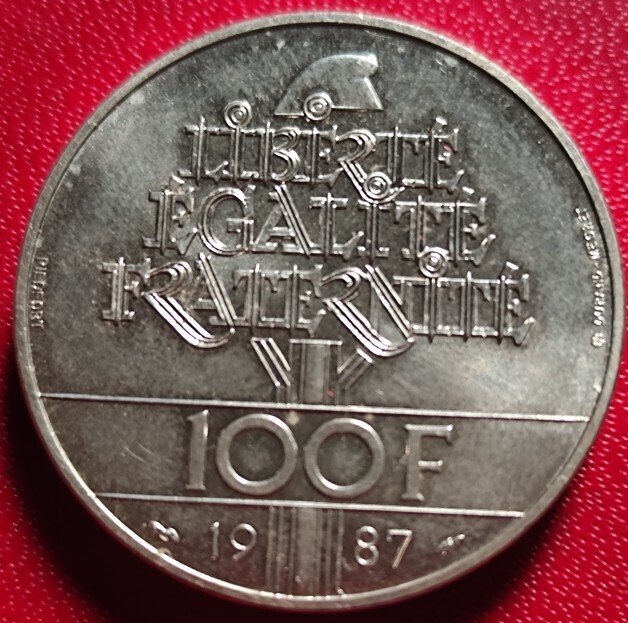 LIBERTÉ
ÉGALITÉ
FRATERNITÉ
100F
19 87